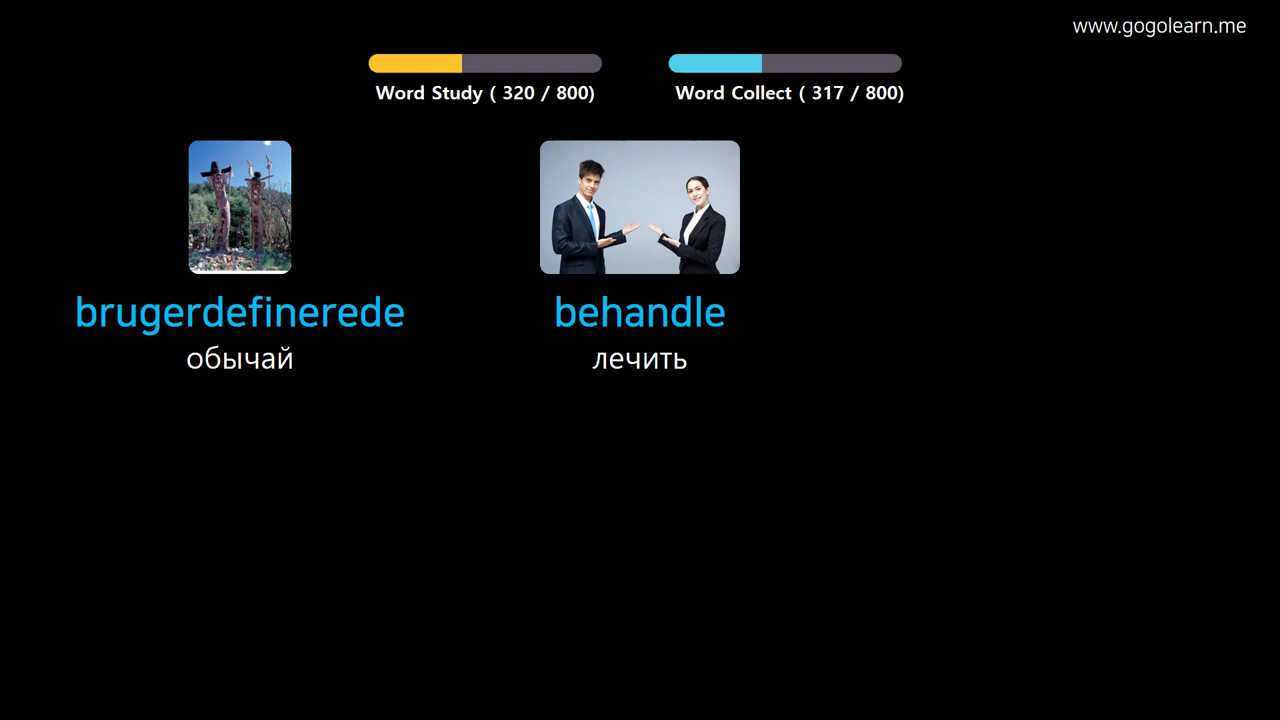 www.gogolearn.me
Word Study ( 320 / 800)
Word Collect ( 317 / 800)
brugerdefinerede
обычай
behandle
лечить